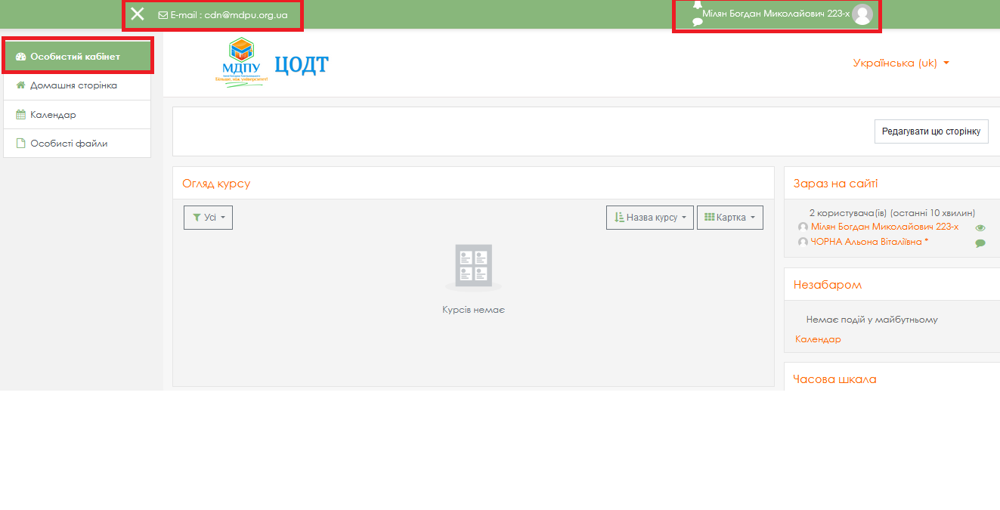 E-mail : cdn@mdpu.org.ua
Мілян Богдан Миколайович 223-х
Особистий кабінет
Домашня сторінка
Календар
Особисті файли
МДПУ
ЦОДТ
Українська (uk)
Редагувати цю сторінку
Огляд курсу
Усі
Назва курсу
Картка
Курсів немає
Зараз на сайті
2 користувача(ів) (останні 10 хвилин)
Мілян Богдан Миколайович 223-х
ЧОРНА Альона Віталіївна *
Незабаром
Немає подій у майбутньому
Календар
Часова шкала